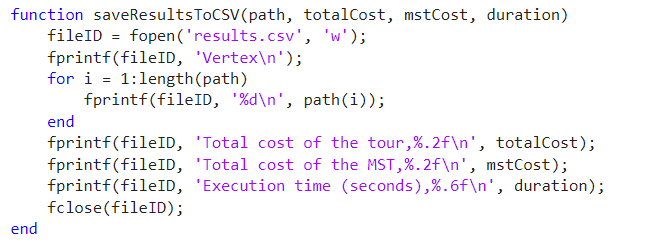 function saveResultsToCSV(path, totalCost, mstCost, duration)
    fileID = fopen('results.csv', 'w');
    fprintf(fileID, 'Vertex\n');
    for i = 1:length(path)
        fprintf(fileID, '%d\n', path(i));
    end
    fprintf(fileID, 'Total cost of the tour,%.2f\n', totalCost);
    fprintf(fileID, 'Total cost of the MST,%.2f\n', mstCost);
    fprintf(fileID, 'Execution time (seconds),%.6f\n', duration);
    fclose(fileID);
end